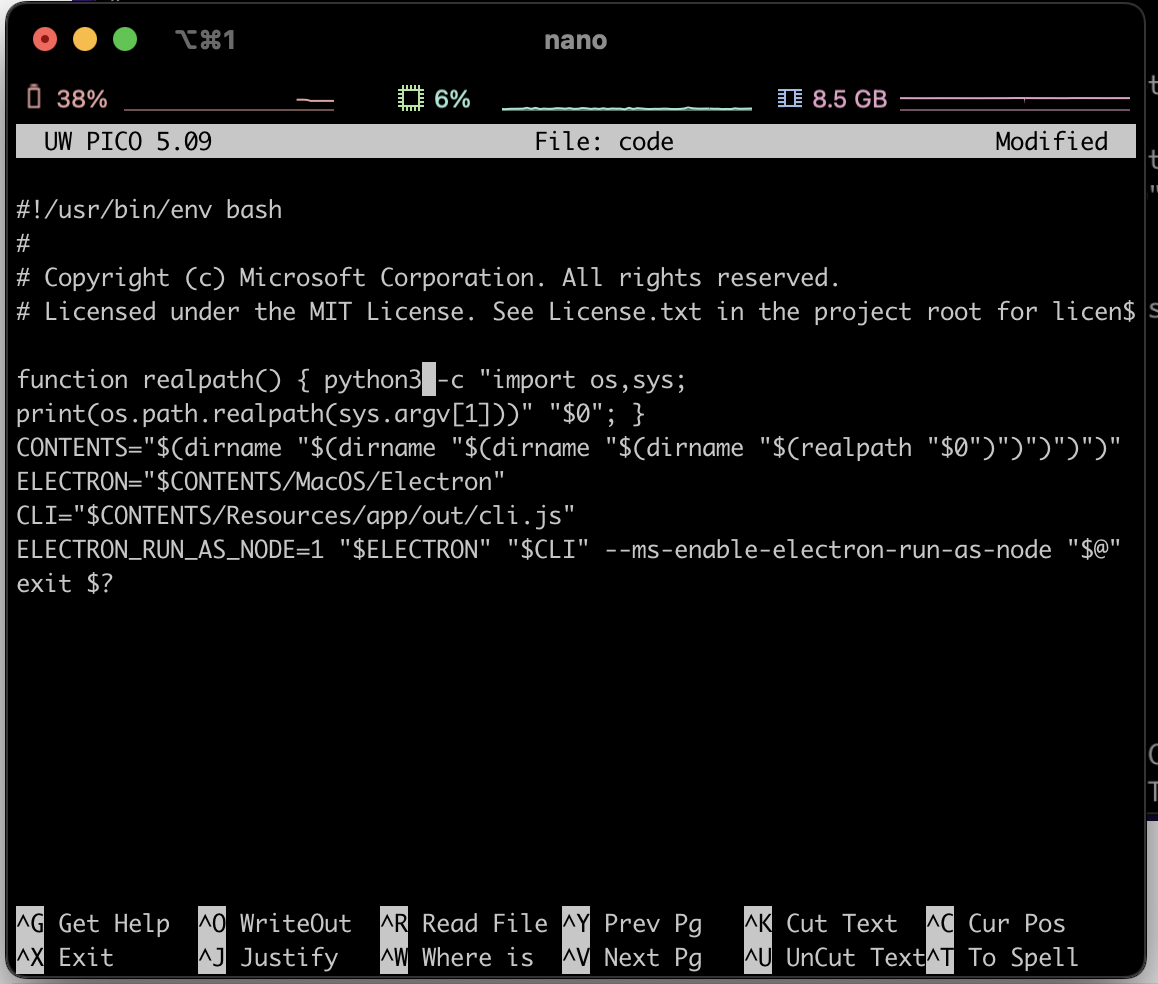 ⌥⌘1 nano
38% 6% 8.5 GB
UW PICO 5.09 File: code Modified
#!/usr/bin/env bash
#
# Copyright (c) Microsoft Corporation. All rights reserved.
# Licensed under the MIT License. See License.txt in the project root for licen$
function realpath() { python3 -c "import os,sys;
print(os.path.realpath(sys.argv[1]))" "$0"; }
CONTENTS="$(dirname "$(dirname "$(dirname "$(dirname "$(realpath "$0")")")")")"
ELECTRON="$CONTENTS/MacOS/Electron"
CLI="$CONTENTS/Resources/app/out/cli.js"
ELECTRON_RUN_AS_NODE=1 "$ELECTRON" "$CLI" --ms-enable-electron-run-as-node "$@"
exit $?
^G Get Help ^O WriteOut ^R Read File ^Y Prev Pg ^K Cut Text ^C Cur Pos
^X Exit ^J Justify ^W Where is ^V Next Pg ^U UnCut Text ^T To Spell